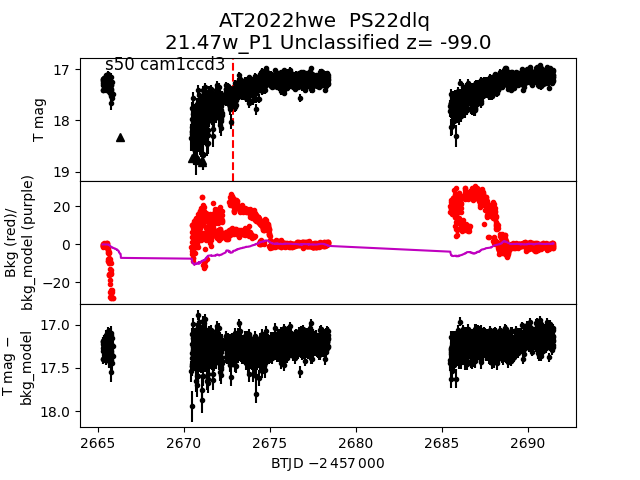 AT2022hwe  PS22dlq
21.47w_P1 Unclassified z= -99.0
s50 cam1ccd3
T mag
17
18
19
Bkg (red)/
bkg_model (purple)
20
0
−20
T mag −
bkg_model
17.0
17.5
18.0
2665
2670
2675
2680
2685
2690
BTJD −2 457 000